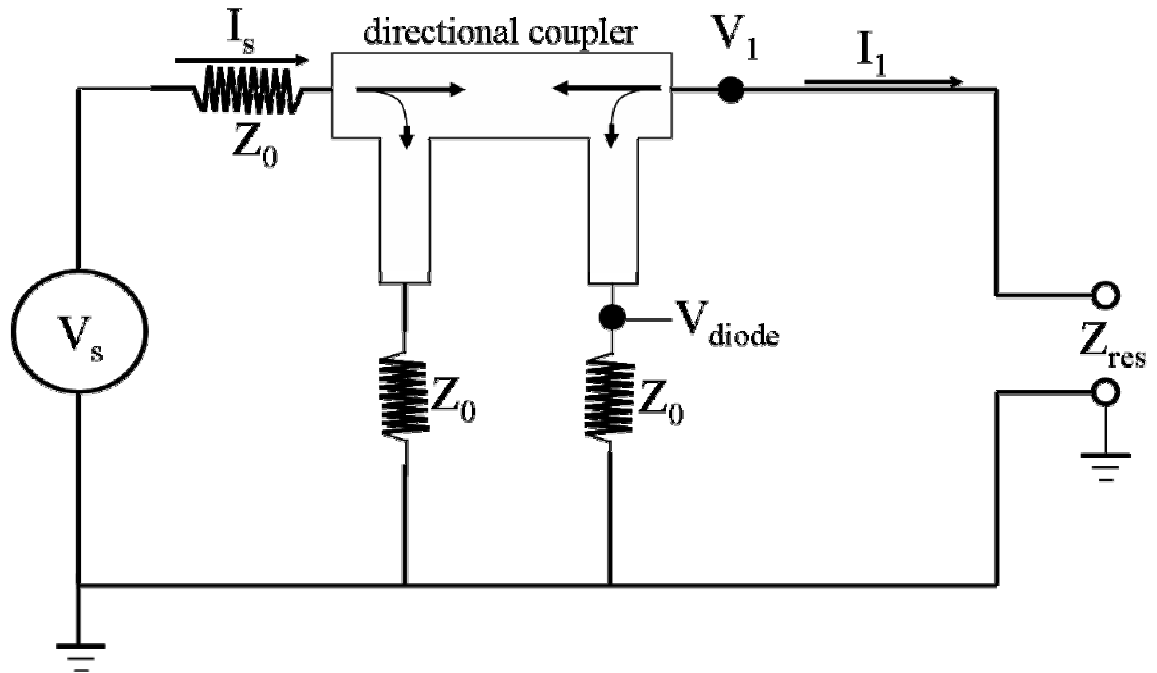 I_s
directional coupler
V_1
I_1
Z_0
V_s
V_diode
Z_res
Z_0
Z_0